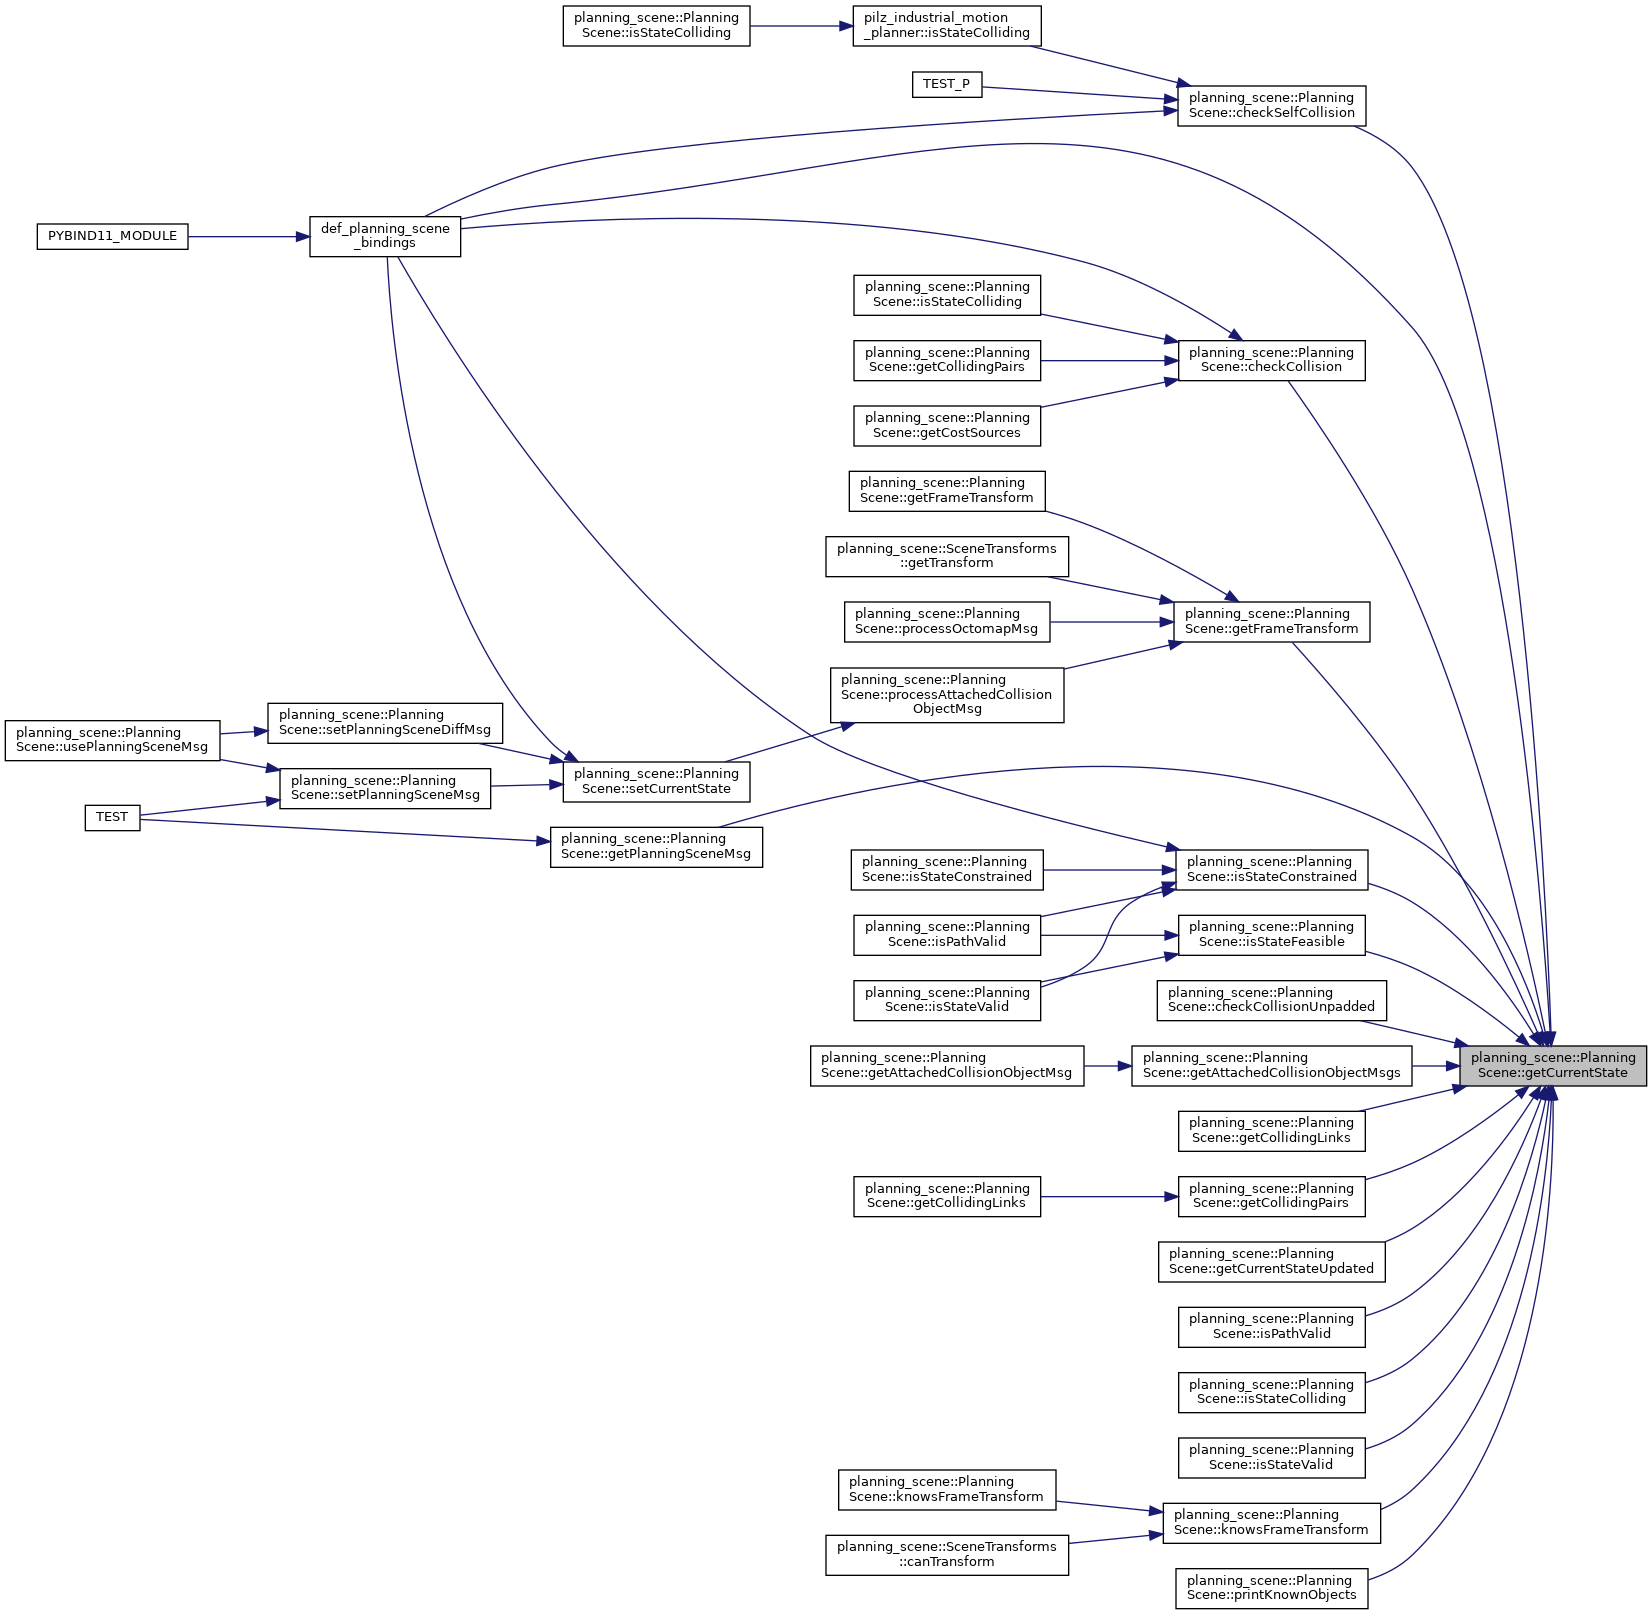 planning_scene::Planning
Scene::isStateColliding
pilz_industrial_motion
_planner::isStateColliding
TEST_P
planning_scene::Planning
Scene::checkSelfCollision
PYBIND11_MODULE
def_planning_scene
_bindings
planning_scene::Planning
Scene::isStateColliding
planning_scene::Planning
Scene::getCollidingPairs
planning_scene::Planning
Scene::checkCollision
planning_scene::Planning
Scene::getCostSources
planning_scene::Planning
Scene::getFrameTransform
planning_scene::SceneTransforms
::getTransform
planning_scene::Planning
Scene::processOctomapMsg
planning_scene::Planning
Scene::getFrameTransform
planning_scene::Planning
Scene::processAttachedCollision
ObjectMsg
planning_scene::Planning
Scene::usePlanningSceneMsg
planning_scene::Planning
Scene::setPlanningSceneDiffMsg
planning_scene::Planning
Scene::setPlanningSceneMsg
planning_scene::Planning
Scene::setCurrentState
TEST
planning_scene::Planning
Scene::getPlanningSceneMsg
planning_scene::Planning
Scene::isStateConstrained
planning_scene::Planning
Scene::isStateConstrained
planning_scene::Planning
Scene::isPathValid
planning_scene::Planning
Scene::isStateFeasible
planning_scene::Planning
Scene::isStateValid
planning_scene::Planning
Scene::checkCollisionUnpadded
planning_scene::Planning
Scene::getAttachedCollisionObjectMsg
planning_scene::Planning
Scene::getAttachedCollisionObjectMsgs
planning_scene::Planning
Scene::getCurrentState
planning_scene::Planning
Scene::getCollidingLinks
planning_scene::Planning
Scene::getCollidingLinks
planning_scene::Planning
Scene::getCollidingPairs
planning_scene::Planning
Scene::getCurrentStateUpdated
planning_scene::Planning
Scene::isPathValid
planning_scene::Planning
Scene::isStateColliding
planning_scene::Planning
Scene::isStateValid
planning_scene::Planning
Scene::knowsFrameTransform
planning_scene::Planning
Scene::knowsFrameTransform
planning_scene::SceneTransforms
::canTransform
planning_scene::Planning
Scene::printKnownObjects